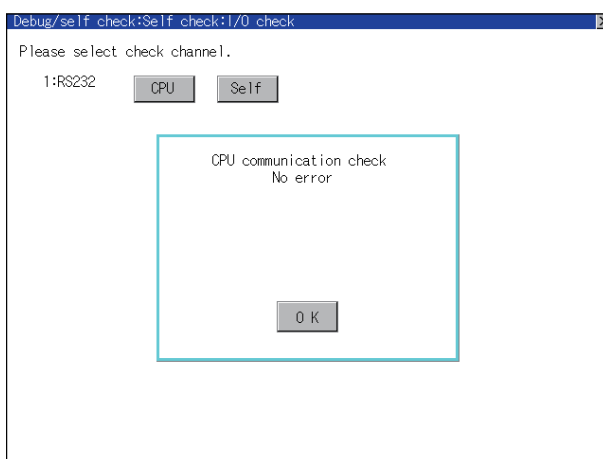 Debug/self check:Self check:I/O check
Please select check channel.
1:RS232 CPU Self
CPU communication check
No error
O K